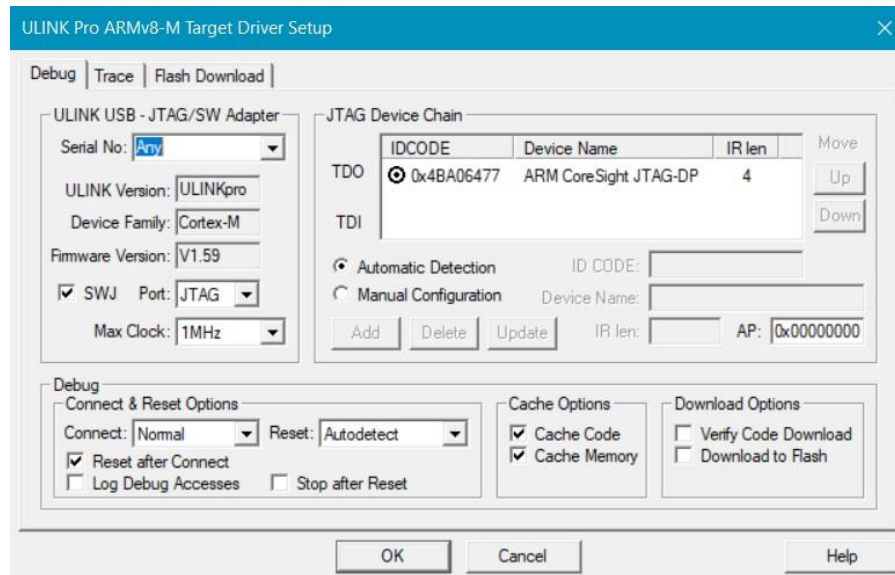 ULINK Pro ARMv8-M Target Driver Setup
Debug Trace Flash Download
ULINK USB - JTAG/SW Adapter
Serial No: Any
ULINK Version: ULINKpro
Device Family: Cortex-M
Firmware Version: V1.59
SWJ Port: JTAG
Max Clock: 1MHz
JTAG Device Chain
IDCODE Device Name IR len Move
TDO 0x4BA06477 ARM CoreSight JTAG-DP 4 Up
TDI Down
Automatic Detection ID CODE:
Manual Configuration Device Name:
Add Delete Update IR len: AP: 0x00000000
Debug
Connect & Reset Options
Connect: Normal Reset: Autodetect
Reset after Connect
Log Debug Accesses Stop after Reset
Cache Options
Cache Code
Cache Memory
Download Options
Verify Code Download
Download to Flash
OK Cancel Help